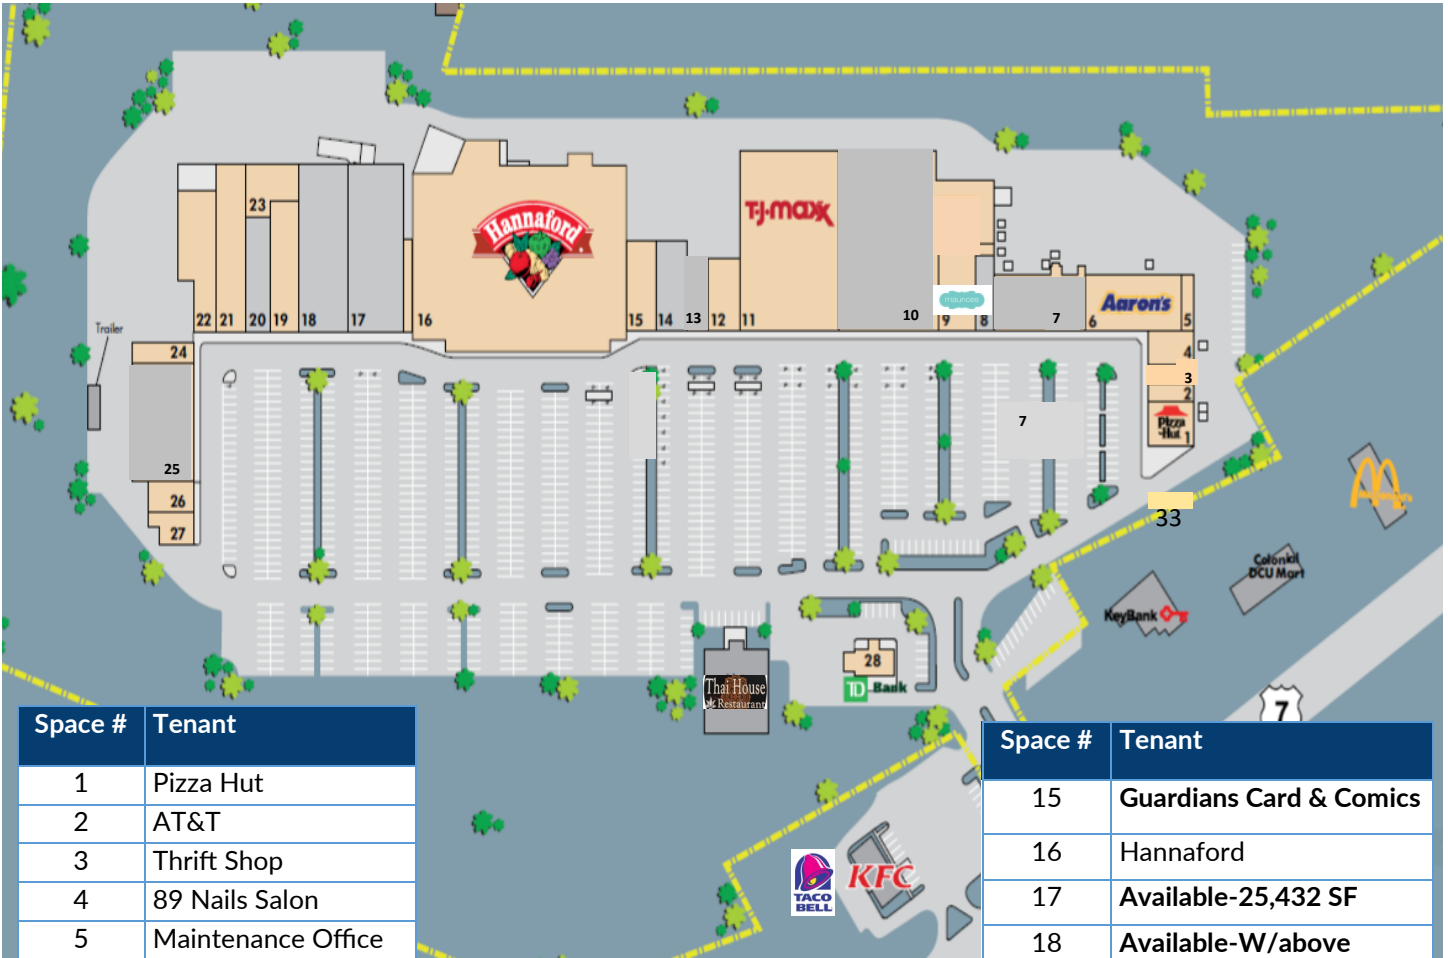 Hannaford
T·J·maxx
23
maurices
Aaron's
22 21 20 19 18 17 16 15 14 13 12 11 10 9 8 7 6 5
Trailer
24
4
3
2
Pizza
Hut
1
7
25
26
27
33
McDonald's
Colonial
DCU Mart
KeyBank
28
TD Bank
Thai House
Restaurant
7
Space # Tenant
1 Pizza Hut
2 AT&T
3 Thrift Shop
4 89 Nails Salon
5 Maintenance Office
TACO
BELL
KFC
Space # Tenant
15 Guardians Card & Comics
16 Hannaford
17 Available-25,432 SF
18 Available-W/above